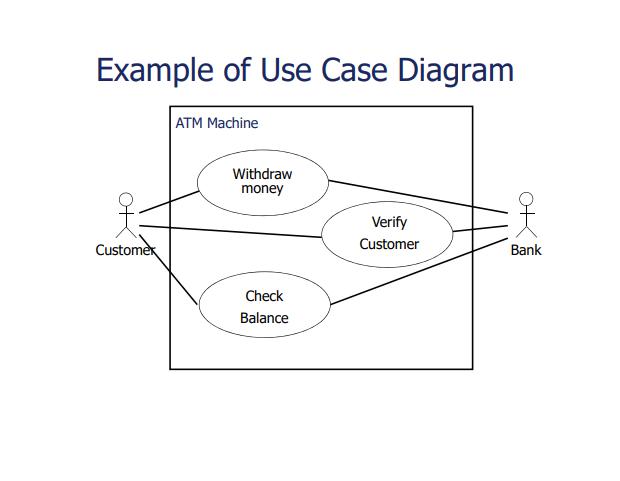 Example of Use Case Diagram
ATM Machine
Withdraw
money
Verify
Customer
Customer
Bank
Check
Balance